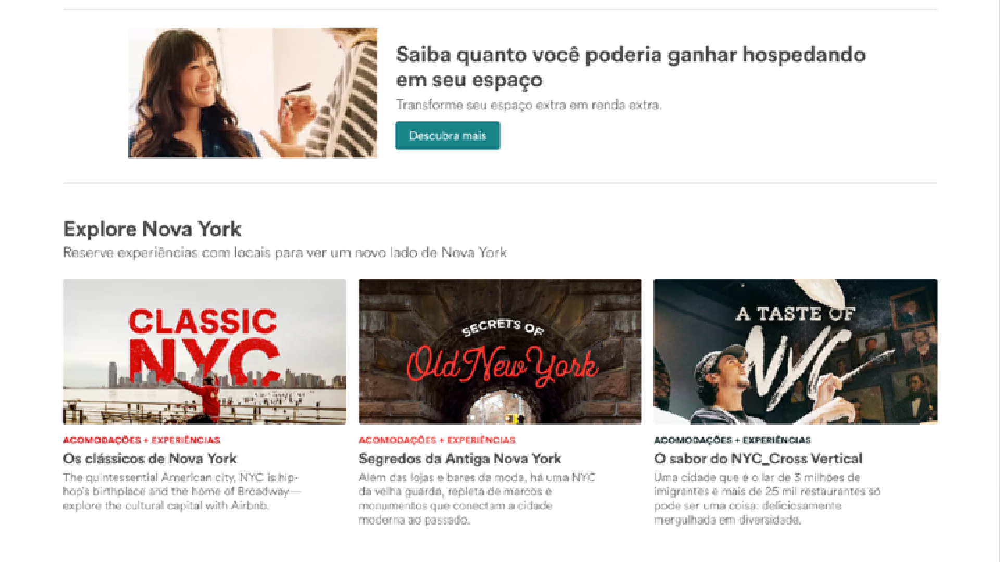 Saiba quanto você poderia ganhar hospedando
em seu espaço
Transforme seu espaço extra em renda extra.
Descubra mais
Explore Nova York
Reserve experiências com locais para ver um novo lado de Nova York
CLASSIC
NYC
SECRETS OF
Old New York
A TASTE OF
NYC
ACOMODAÇÕES + EXPERIÊNCIAS
Os clássicos de Nova York
The quintessential American city, NYC is hip-
hop's birthplace and the home of Broadway—
explore the cultural capital with Airbnb.
ACOMODAÇÕES + EXPERIÊNCIAS
Segredos da Antiga Nova York
Além das lojas e bares da moda, há uma NYC
da velha guarda, repleta de marcos e
monumentos que conectam a cidade
moderna ao passado.
ACOMODAÇÕES + EXPERIÊNCIAS
O sabor do NYC_Cross Vertical
Uma cidade que é o lar de 3 milhões de
imigrantes e mais de 25 mil restaurantes só
pode ser uma coisa: deliciosamente
mergulhada em diversidade.